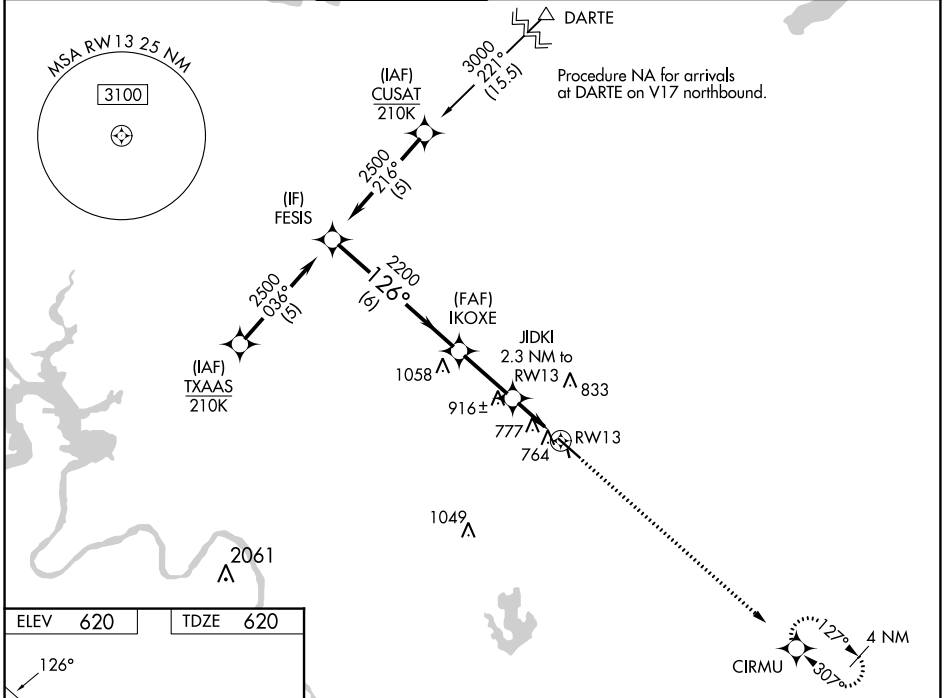 MSA RW13 25 NM
3100
DARTE
3000
221°
(15.5)
Procedure NA for arrivals
at DARTE on V17 northbound.
(IAF)
CUSAT
210K
2500
216°
(5)
(IF)
FESIS
2500
036°
(5)
(IAF)
TXAAS
210K
2200
126°
(6)
(FAF)
IKOXE
JIDKI
2.3 NM to
RW13
1058
833
916±
777
764
RW13
1049
2061
ELEV 620
TDZE 620
126°
127°
4 NM
307°
CIRMU